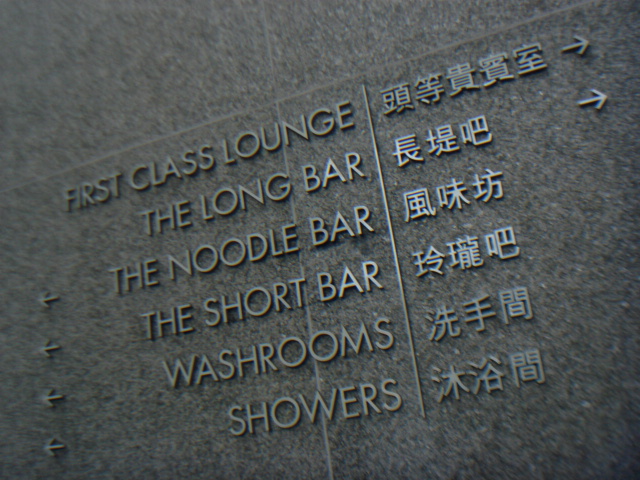 FIRST CLASS LOUNGE 頭等貴賓室 →
THE LONG BAR 長堤吧 →
← THE NOODLE BAR 風味坊
← THE SHORT BAR 玲瓏吧
← WASHROOMS 洗手間
← SHOWERS 沐浴間